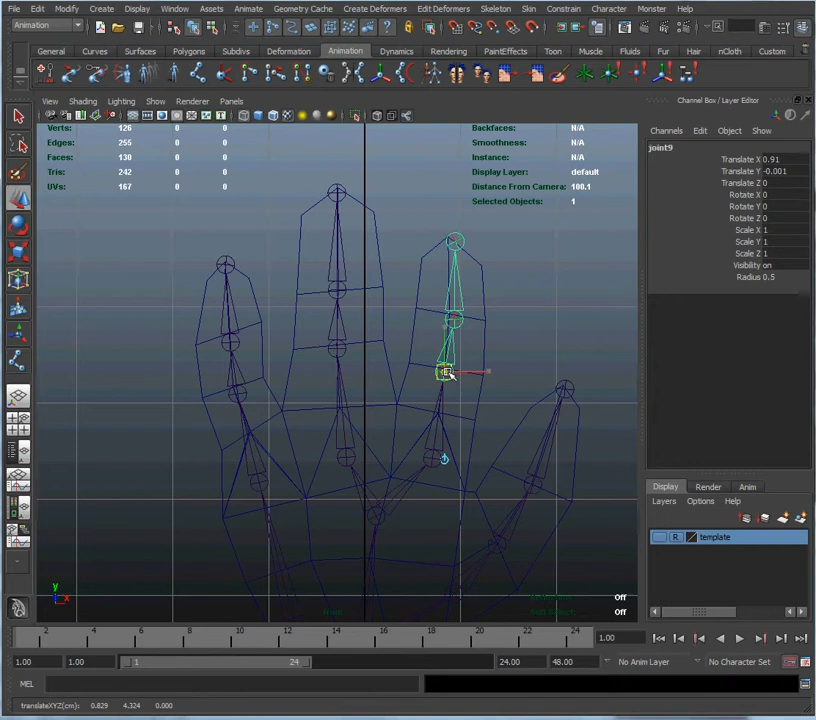 File Edit Modify Create Display Window Assets Animate Geometry Cache Create Deformers Edit Deformers Skeleton Skin Constrain Character Muscle Help
Animation
General Curves Surfaces Polygons Subdivs Deformation Animation Dynamics Rendering PaintEffects Toon Muscle Fluids Fur Hair nCloth Custom
View Shading Lighting Show Renderer Panels
Channel Box / Layer Editor
Channels Edit Object Show
Verts: 126 0 0
Edges: 255 0 0
Faces: 130 0 0
Tris: 242 0 0
UVs: 167 0 0
Backfaces: N/A
Smoothness: N/A
Instance: N/A
Display Layer: default
Distance From Camera: 100.1
Selected Objects: 1
joint9
Translate X 0.91
Translate Y -0.001
Translate Z 0
Rotate X 0
Rotate Y 0
Rotate Z 0
Scale X 1
Scale Y 1
Scale Z 1
Visibility on
Radius 0.5
Display Render Anim
Layers Options Help
R template
y
x
front
Off
Off
2 4 6 8 10 12 14 16 18 20 22 24 1.00
1.00 1.00 1 24 24.00 48.00 No Anim Layer No Character Set
MEL
translateXYZ(cm): 0.829 4.324 0.000